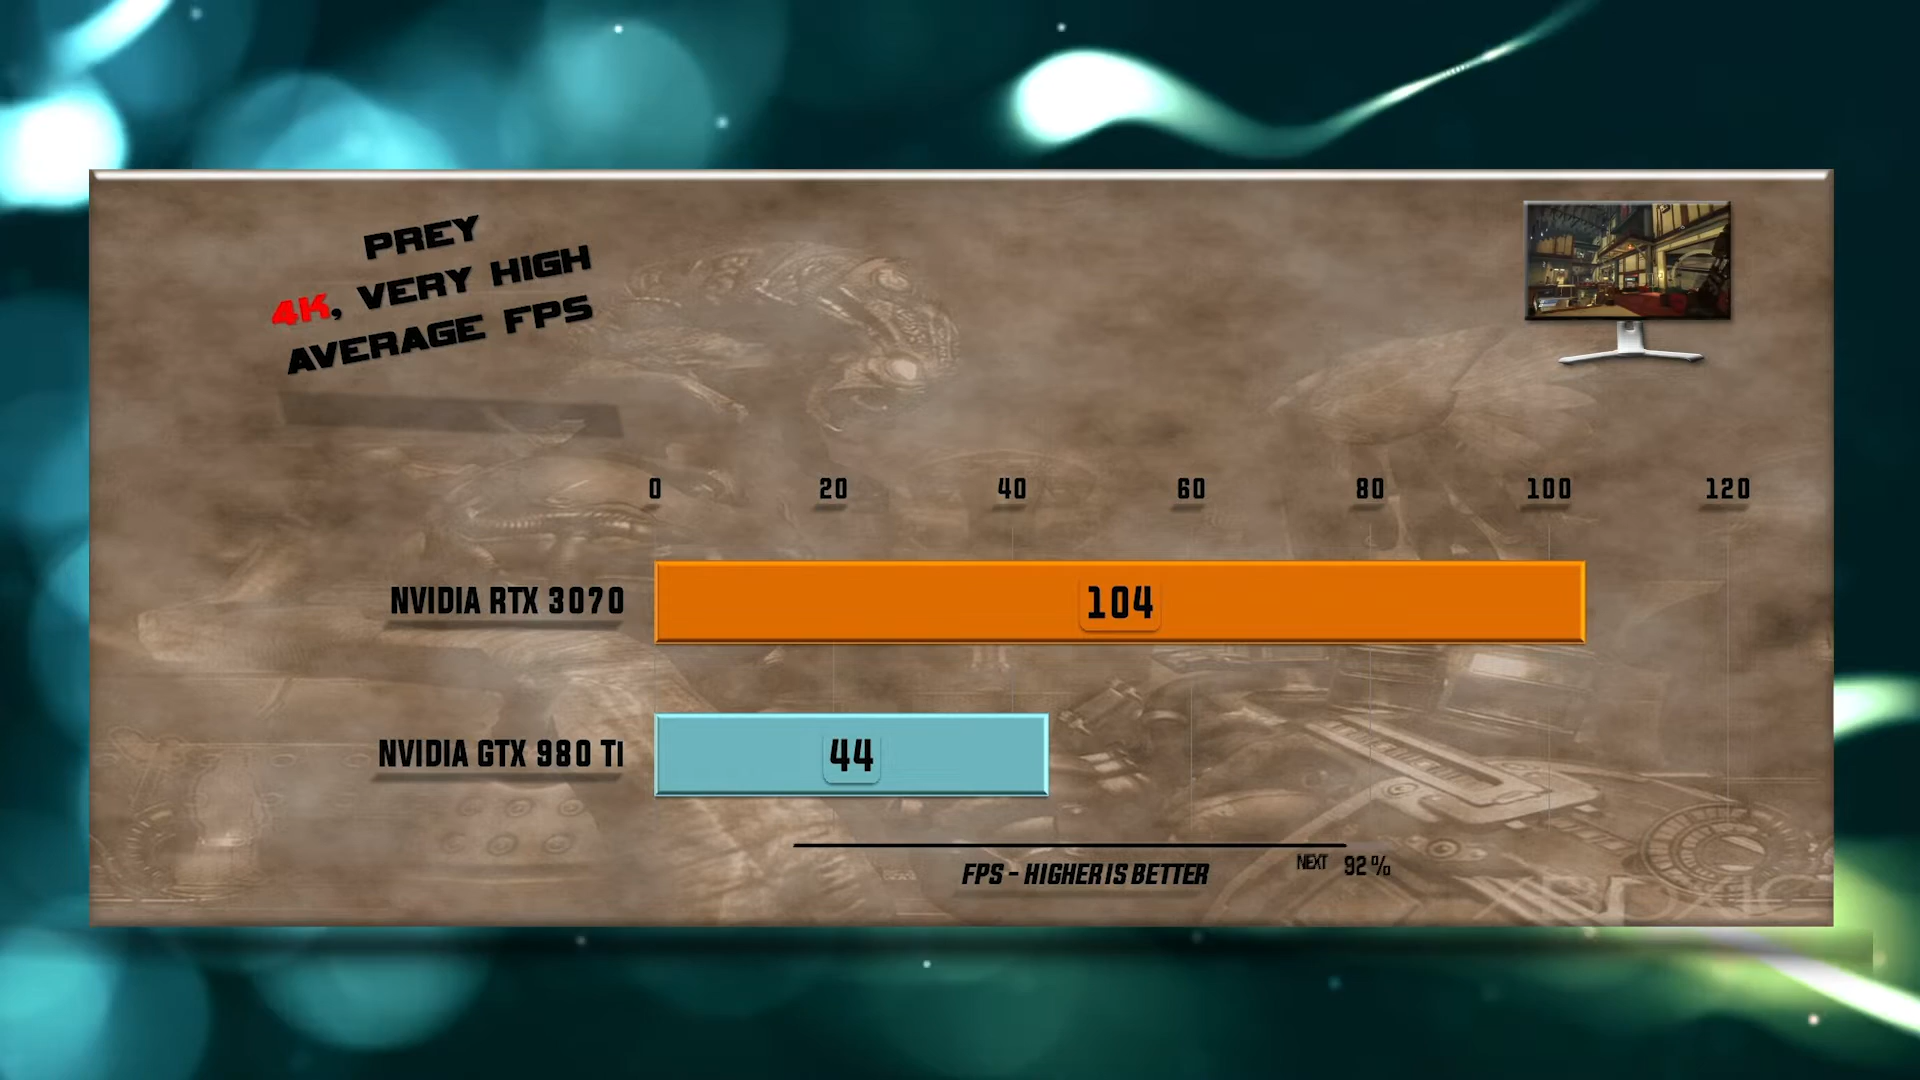 PREY
4K, VERY HIGH
AVERAGE FPS
0 20 40 60 80 100 120
NVIDIA RTX 3070 104
NVIDIA GTX 980 TI 44
FPS - HIGHER IS BETTER
NEXT 92%